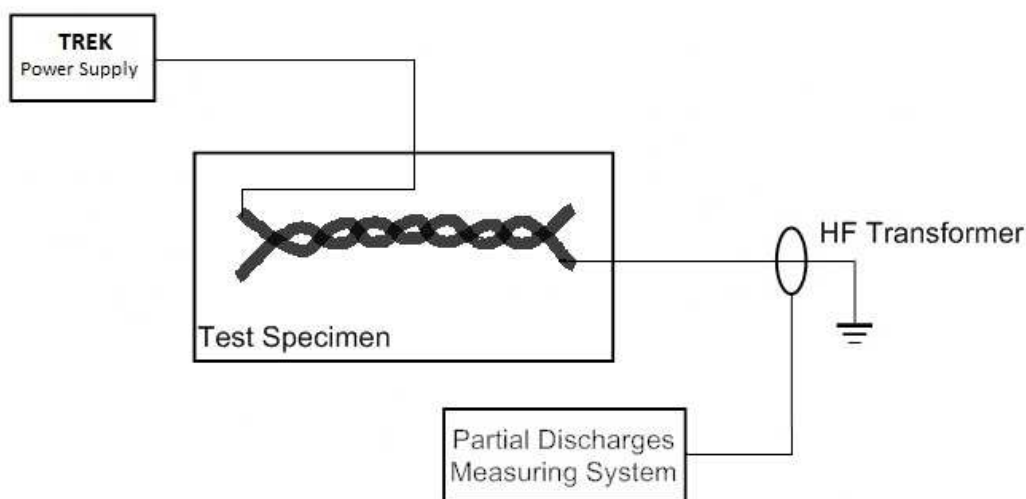 TREK
Power Supply
HF Transformer
Test Specimen
Partial Discharges
Measuring System